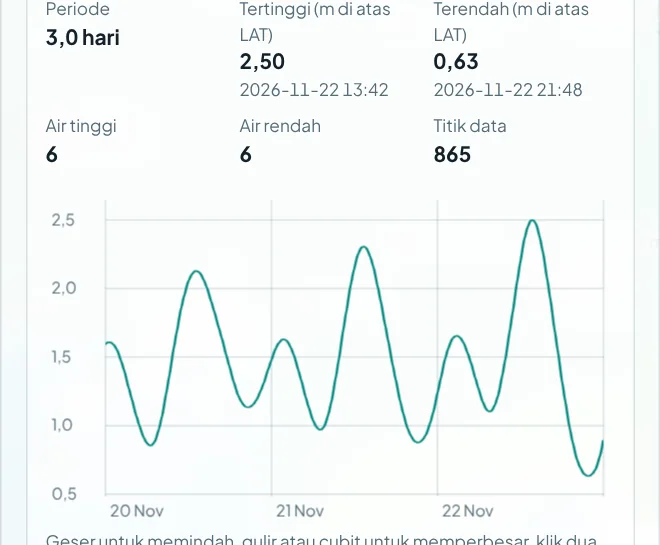 Periode
3,0 hari
Tertinggi (m di atas
LAT)
2,50
2026-11-22 13:42
Terendah (m di atas
LAT)
0,63
2026-11-22 21:48
Air tinggi
6
Air rendah
6
Titik data
865
2,5
2,0
1,5
1,0
0,5
20 Nov
21 Nov
22 Nov
Geser untuk memindah, gulir atau cubit untuk memperbesar, klik dua